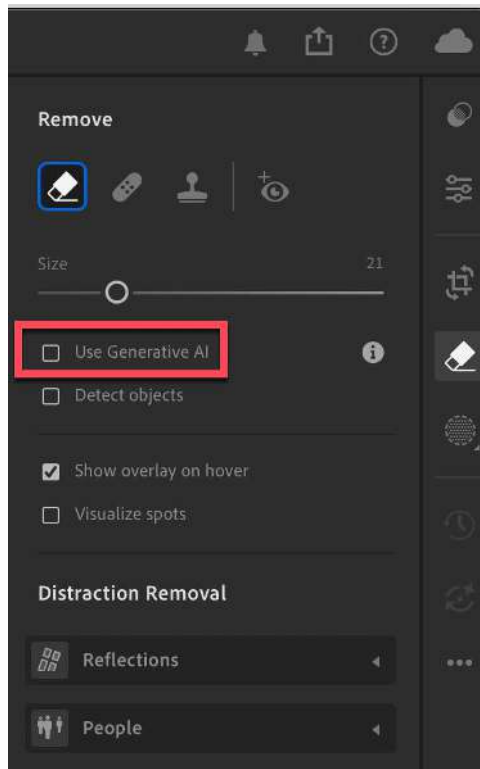 Remove
Size 21
Use Generative AI
Detect objects
Show overlay on hover
Visualize spots
Distraction Removal
Reflections
People